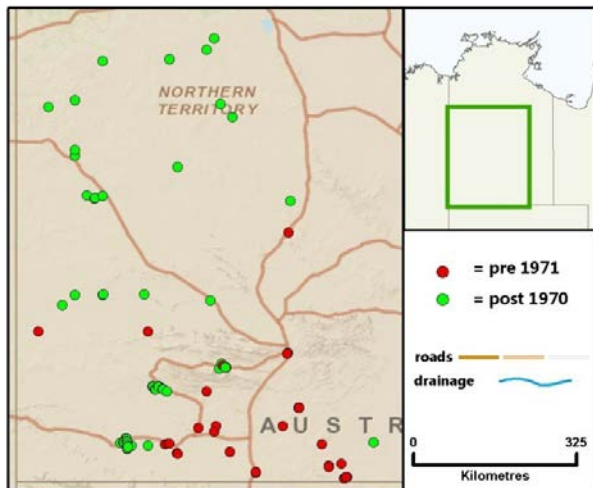 NORTHERN
TERRITORY
A U S T R
= pre 1971
= post 1970
roads
drainage
0 325
Kilometres